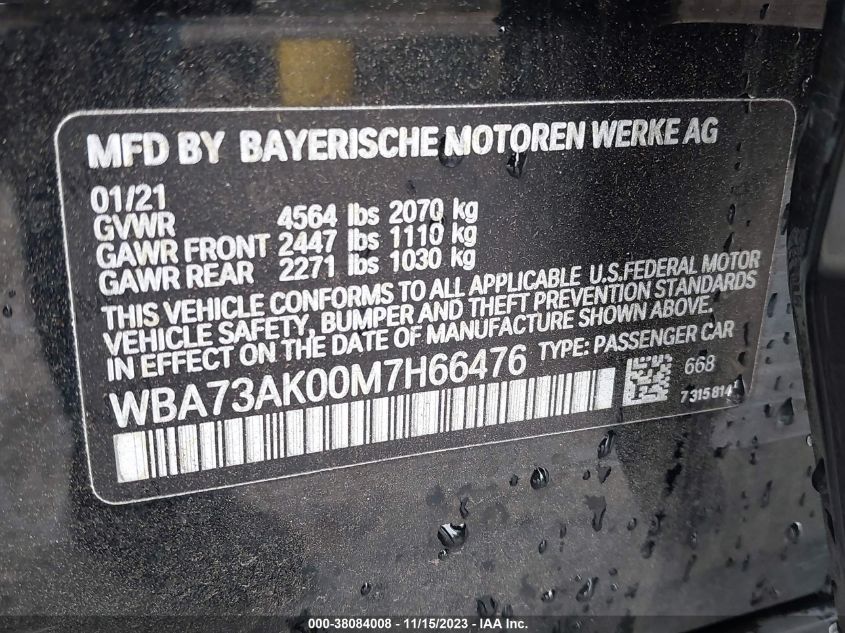 MFD BY BAYERISCHE MOTOREN WERKE AG
01/21
GVWR 4564 lbs 2070 kg
GAWR FRONT 2447 lbs 1110 kg
GAWR REAR 2271 lbs 1030 kg
THIS VEHICLE CONFORMS TO ALL APPLICABLE U.S.FEDERAL MOTOR
VEHICLE SAFETY, BUMPER AND THEFT PREVENTION STANDARDS
IN EFFECT ON THE DATE OF MANUFACTURE SHOWN ABOVE.
WBA73AK00M7H66476 TYPE: PASSENGER CAR
668
7 315 814
000-38084008 - 11/15/2023 - IAA Inc.